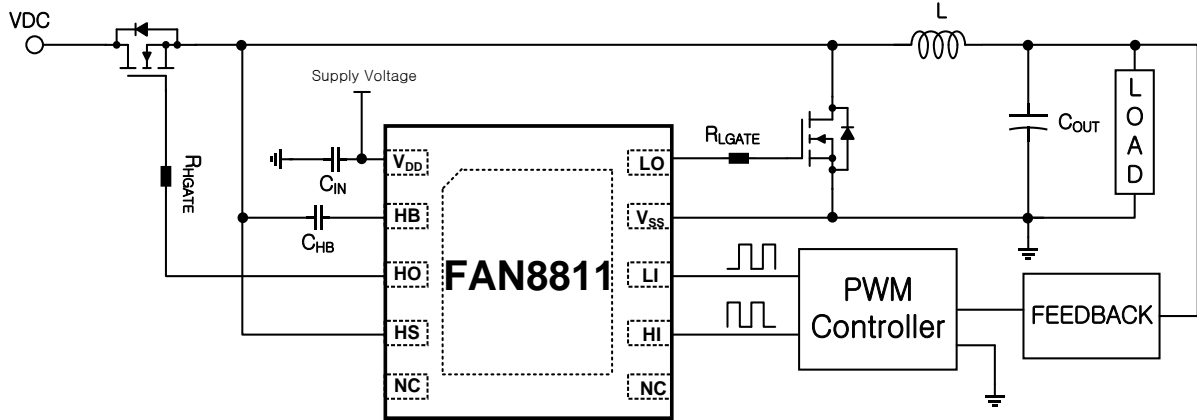 VDC
L
Supply Voltage
RHGATE
CIN
CHB
VDD
HB
HO
HS
NC
FAN8811
LO
VSS
LI
HI
NC
RLGATE
COUT
LOAD
PWM
Controller
FEEDBACK